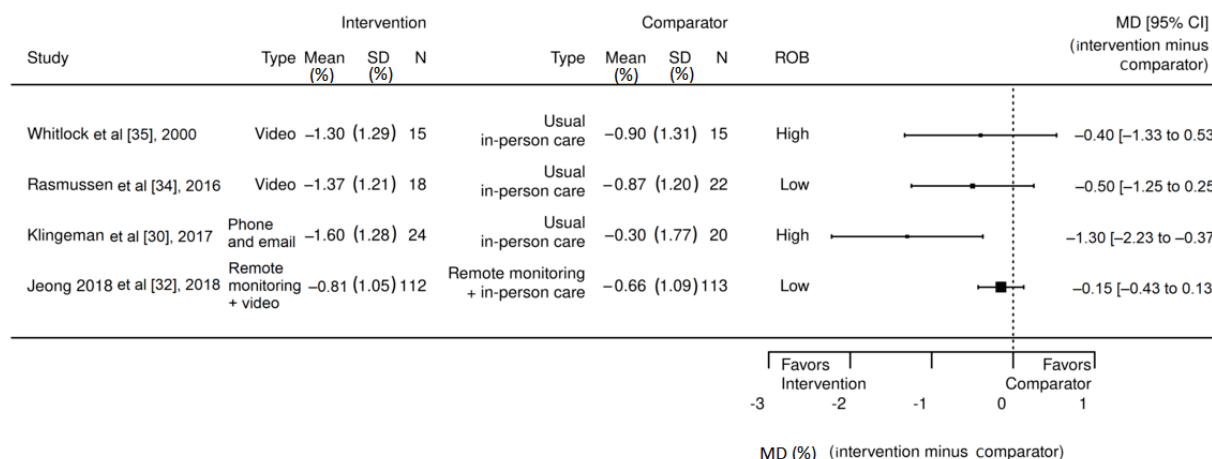 Intervention Comparator MD [95% CI]
(intervention minus
comparator)
Study Type Mean (%) SD (%) N Type Mean (%) SD (%) N ROB
Whitlock et al [35], 2000 Video −1.30 (1.29) 15 Usual in-person care −0.90 (1.31) 15 High −0.40 [−1.33 to 0.53
Rasmussen et al [34], 2016 Video −1.37 (1.21) 18 Usual in-person care −0.87 (1.20) 22 Low −0.50 [−1.25 to 0.25
Klingeman et al [30], 2017 Phone and email −1.60 (1.28) 24 Usual in-person care −0.30 (1.77) 20 High −1.30 [−2.23 to −0.37
Jeong 2018 et al [32], 2018 Remote monitoring + video −0.81 (1.05) 112 Remote monitoring + in-person care −0.66 (1.09) 113 Low −0.15 [−0.43 to 0.13
Favors Intervention Favors Comparator
-3 -2 -1 0 1
MD (%) (intervention minus comparator)